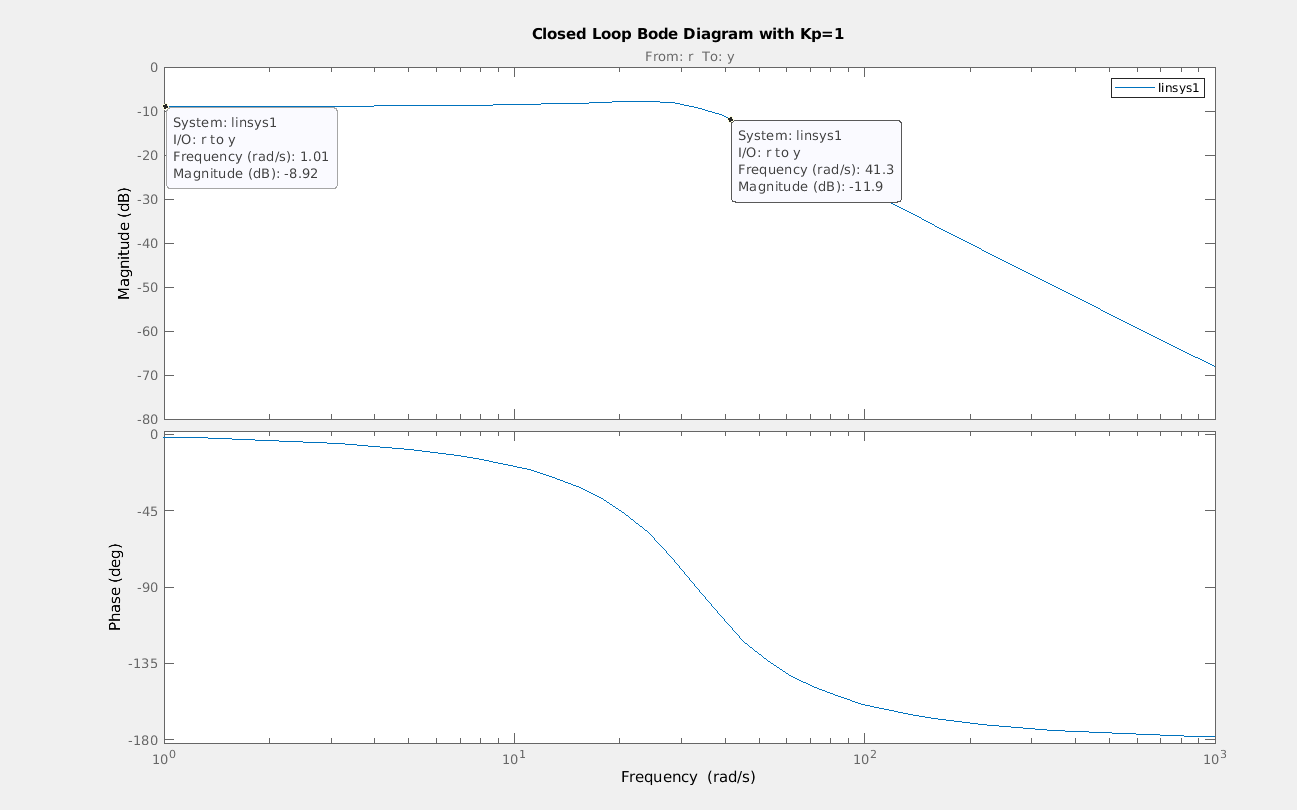 Closed Loop Bode Diagram with Kp=1
From: r  To: y
linsys1
0
-10
-20
-30
-40
-50
-60
-70
-80
Magnitude (dB)
System: linsys1
I/O: r to y
Frequency (rad/s): 1.01
Magnitude (dB): -8.92
System: linsys1
I/O: r to y
Frequency (rad/s): 41.3
Magnitude (dB): -11.9
0
-45
-90
-135
-180
Phase (deg)
10^0
10^1
10^2
10^3
Frequency  (rad/s)